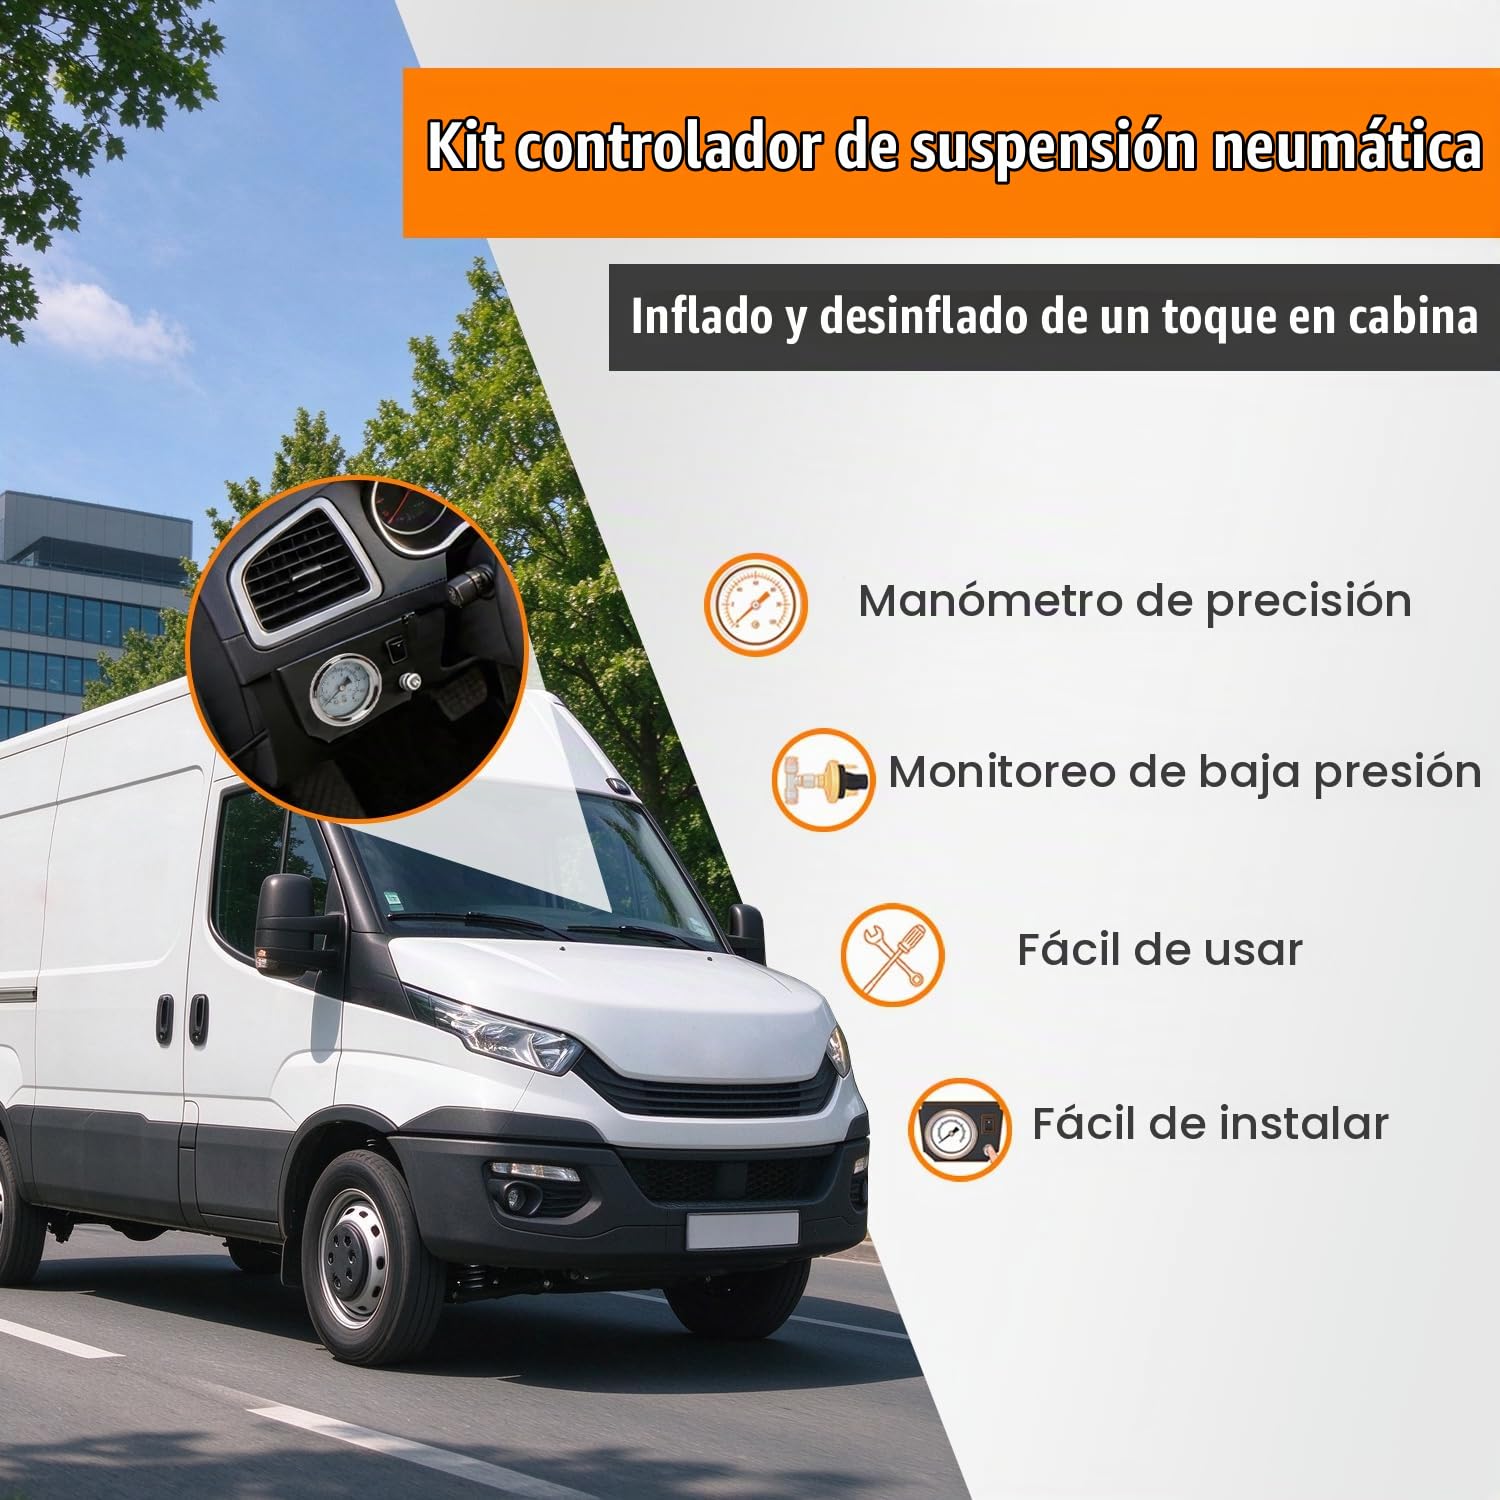 Kit controlador de suspensión neumática
Inflado y desinflado de un toque en cabina
Manómetro de precisión
Monitoreo de baja presión
Fácil de usar
Fácil de instalar